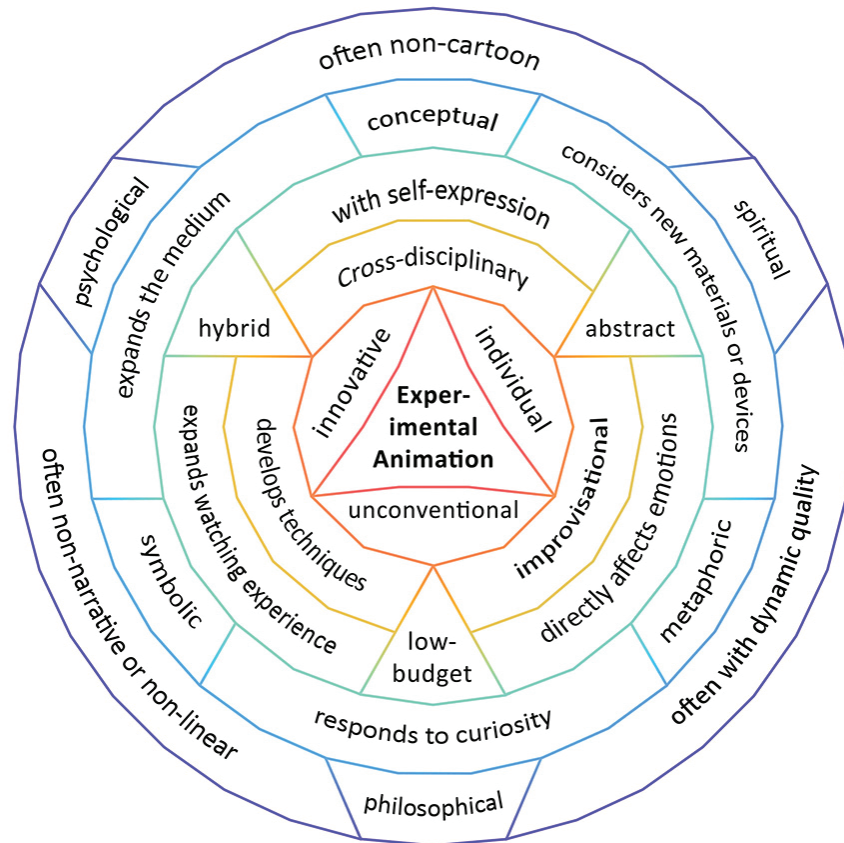 often non-cartoon
conceptual
with self-expression
Cross-disciplinary
psychological
expands the medium
considers new materials or devices
spiritual
hybrid
abstract
innovative
individual
Exper-
imental
Animation
unconventional
develops techniques
expands watching experience
improvisational
directly affects emotions
symbolic
metaphoric
often non-narrative or non-linear
often with dynamic quality
low-
budget
responds to curiosity
philosophical